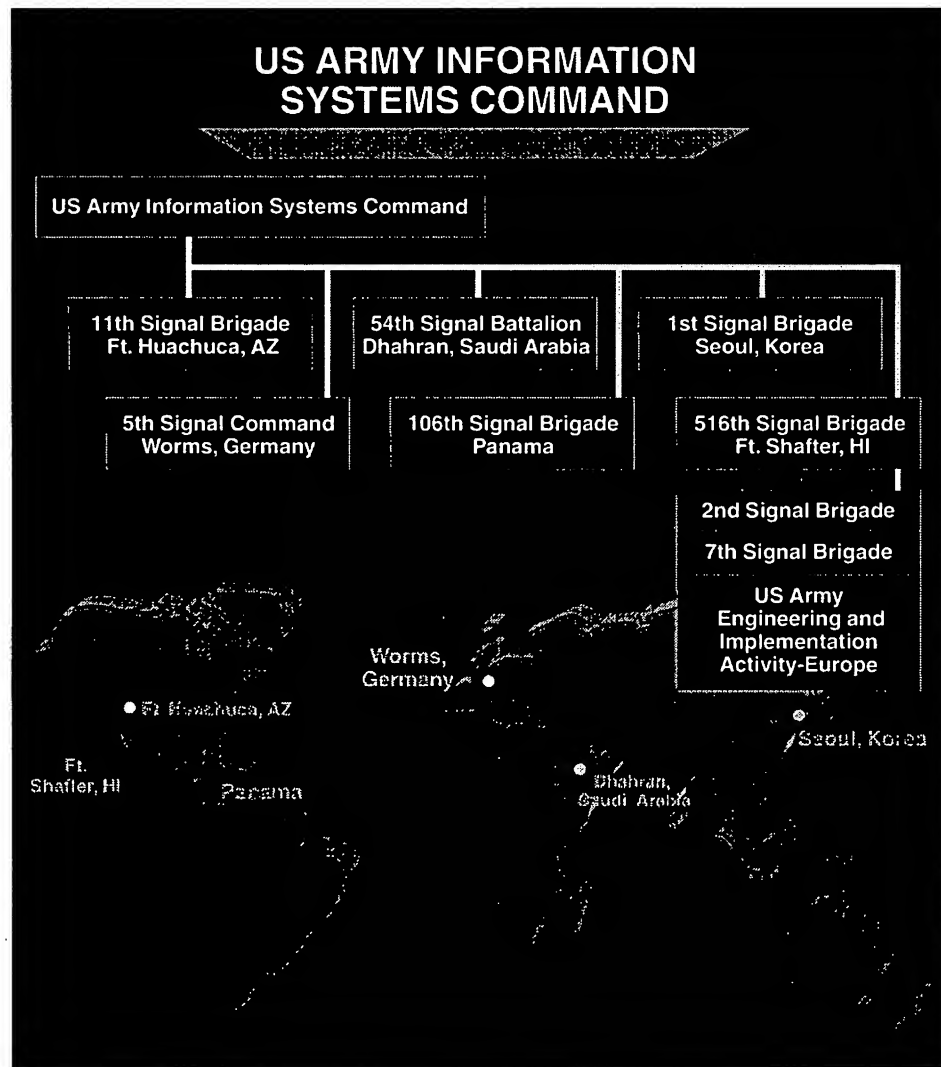 US ARMY INFORMATION
SYSTEMS COMMAND
US Army Information Systems Command
11th Signal Brigade
Ft. Huachuca, AZ
54th Signal Battalion
Dhahran, Saudi Arabia
1st Signal Brigade
Seoul, Korea
5th Signal Command
Worms, Germany
106th Signal Brigade
Panama
516th Signal Brigade
Ft. Shafter, HI
2nd Signal Brigade
7th Signal Brigade
US Army
Engineering and
Implementation
Activity-Europe
Worms,
Germany
Ft Huachuca, AZ
Seoul, Korea
Ft.
Shafler, HI
Panama
Dhahran,
Saudi Arabia